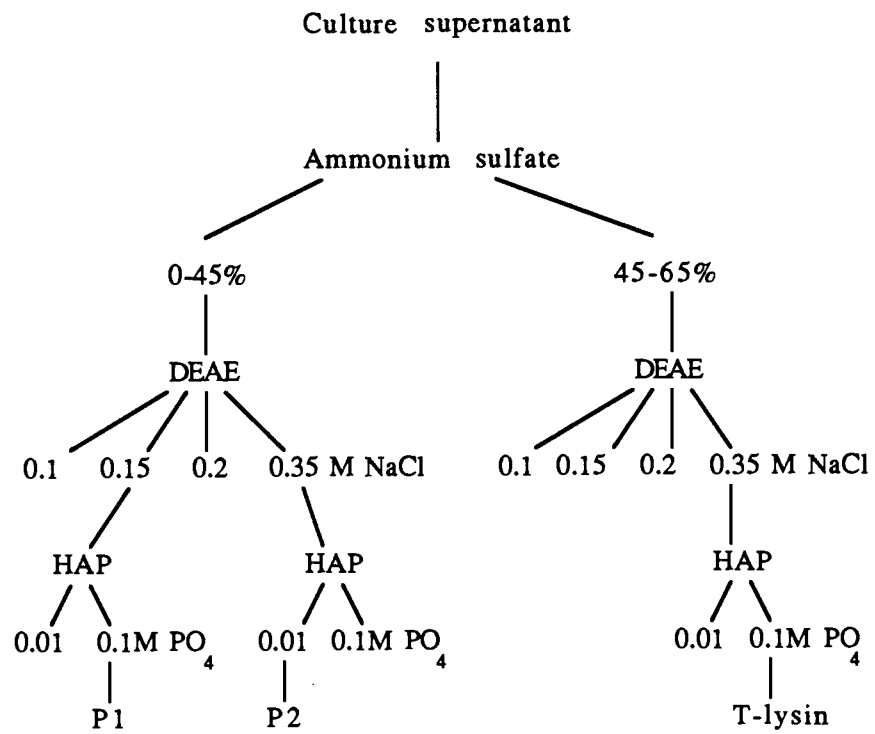 Culture supernatant
Ammonium sulfate
0-45% 45-65%
DEAE DEAE
0.1 0.15 0.2 0.35 M NaCl 0.1 0.15 0.2 0.35 M NaCl
HAP HAP HAP
0.01 0.1M PO4 0.01 0.1M PO4 0.01 0.1M PO4
P1 P2 T-lysin